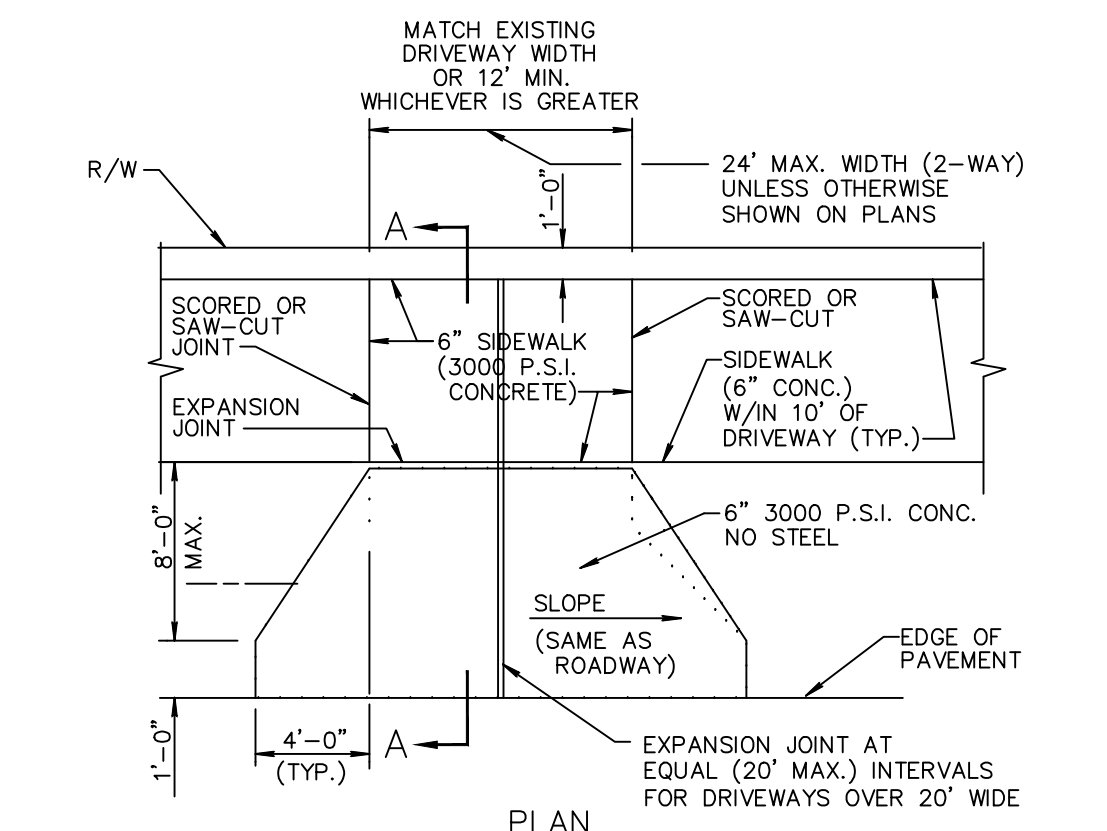 MATCH EXISTING
DRIVEWAY WIDTH
OR 12' MIN.
WHICHEVER IS GREATER
R/W
24' MAX. WIDTH (2-WAY)
UNLESS OTHERWISE
SHOWN ON PLANS
1'-0"
A
SCORED OR
SAW-CUT
JOINT
6" SIDEWALK
(3000 P.S.I.
CONCRETE)
SCORED OR
SAW-CUT
SIDEWALK
(6" CONC.)
W/IN 10' OF
DRIVEWAY (TYP.)
EXPANSION
JOINT
8'-0"
MAX.
6" 3000 P.S.I. CONC.
NO STEEL
SLOPE
(SAME AS
ROADWAY)
EDGE OF
PAVEMENT
1'-0"
4'-0"
(TYP.)
A
EXPANSION JOINT AT
EQUAL (20' MAX.) INTERVALS
FOR DRIVEWAYS OVER 20' WIDE
PLAN